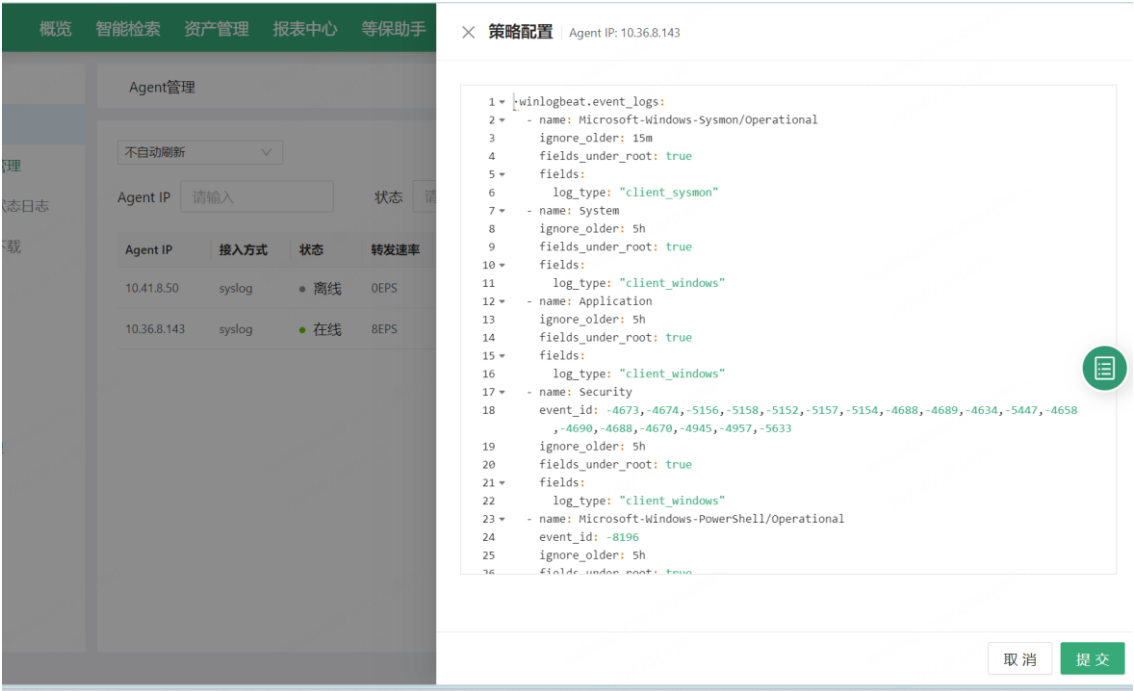 概览 智能检索 资产管理 报表中心 等保助手
策略配置 Agent IP: 10.36.8.143
Agent管理
不自动刷新
管理
状态日志
下载
Agent IP 请输入 状态 请
Agent IP 接入方式 状态 转发速率
10.41.8.50 syslog 离线 0EPS
10.36.8.143 syslog 在线 8EPS
1 winlogbeat.event_logs:
2 - name: Microsoft-Windows-Sysmon/Operational
3 ignore_older: 15m
4 fields_under_root: true
5 fields:
6 log_type: "client_sysmon"
7 - name: System
8 ignore_older: 5h
9 fields_under_root: true
10 fields:
11 log_type: "client_windows"
12 - name: Application
13 ignore_older: 5h
14 fields_under_root: true
15 fields:
16 log_type: "client_windows"
17 - name: Security
18 event_id: -4673,-4674,-5156,-5158,-5152,-5157,-5154,-4688,-4689,-4634,-5447,-4658
,-4690,-4688,-4670,-4945,-4957,-5633
19 ignore_older: 5h
20 fields_under_root: true
21 fields:
22 log_type: "client_windows"
23 - name: Microsoft-Windows-PowerShell/Operational
24 event_id: -8196
25 ignore_older: 5h
26 fields_under_root: true
取消 提交